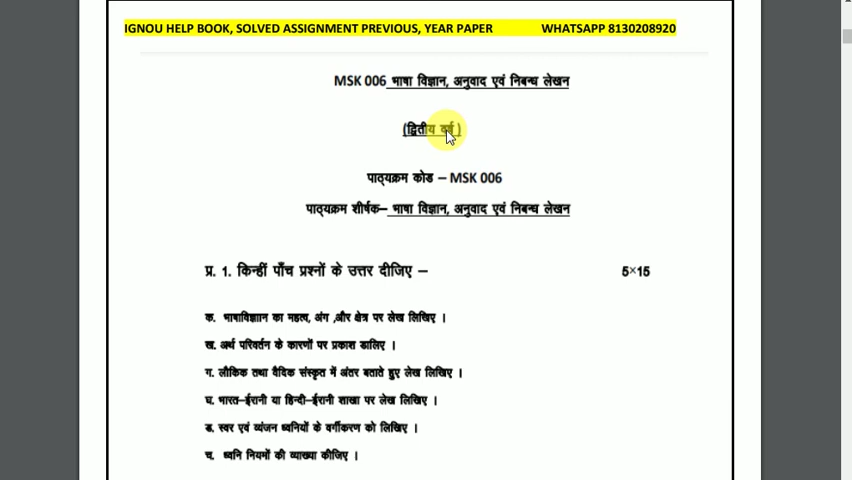 IGNOU HELP BOOK, SOLVED ASSIGNMENT PREVIOUS, YEAR PAPER WHATSAPP 8130208920
MSK 006 भाषा विज्ञान, अनुवाद एवं निबन्ध लेखन
(द्वितीय वर्ष)
पाठ्यक्रम कोड – MSK 006
पाठ्यक्रम शीर्षक– भाषा विज्ञान, अनुवाद एवं निबन्ध लेखन
प्र. 1. किन्हीं पाँच प्रश्नों के उत्तर दीजिए – 5×15
क. भाषाविज्ञाान का महत्व, अंग ,और क्षेत्र पर लेख लिखिए ।
ख. अर्थ परिवर्तन के कारणों पर प्रकाश डालिए ।
ग. लौकिक तथा वैदिक संस्कृत में अंतर बताते हुए लेख लिखिए ।
घ. भारत–ईरानी या हिन्दी–ईरानी शाखा पर लेख लिखिए ।
ड. स्वर एवं व्यंजन ध्वनियों के वर्गीकरण को लिखिए ।
च. ध्वनि नियमों की व्याख्या कीजिए ।